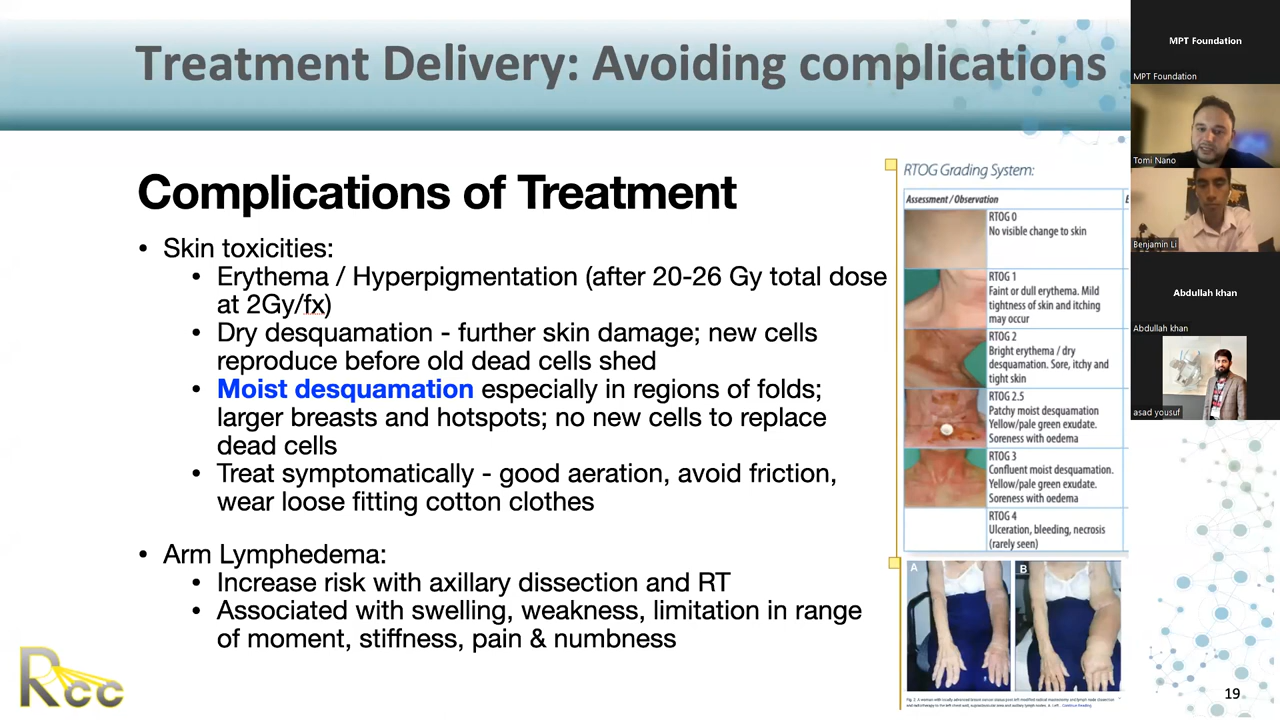 Treatment Delivery: Avoiding complications
Complications of Treatment
• Skin toxicities:
• Erythema / Hyperpigmentation (after 20-26 Gy total dose
at 2Gy/fx)
• Dry desquamation - further skin damage; new cells
reproduce before old dead cells shed
• Moist desquamation especially in regions of folds;
larger breasts and hotspots; no new cells to replace
dead cells
• Treat symptomatically - good aeration, avoid friction,
wear loose fitting cotton clothes
• Arm Lymphedema:
• Increase risk with axillary dissection and RT
• Associated with swelling, weakness, limitation in range
of moment, stiffness, pain & numbness
RTOG Grading System:
Assessment / Observation
RTOG 0
No visible change to skin
RTOG 1
Faint or dull erythema. Mild
tightness of skin and itching
may occur
RTOG 2
Bright erythema / dry
desquamation. Sore, itchy and
tight skin
RTOG 2.5
Patchy moist desquamation
Yellow/pale green exudate.
Soreness with oedema
RTOG 3
Confluent moist desquamation.
Yellow/pale green exudate.
Soreness with oedema
RTOG 4
Ulceration, bleeding, necrosis
(rarely seen)
A
B
Rcc
19
MPT Foundation
MPT Foundation
Tomi Nano
Benjamin Li
Abdullah khan
Abdullah khan
asad yousuf